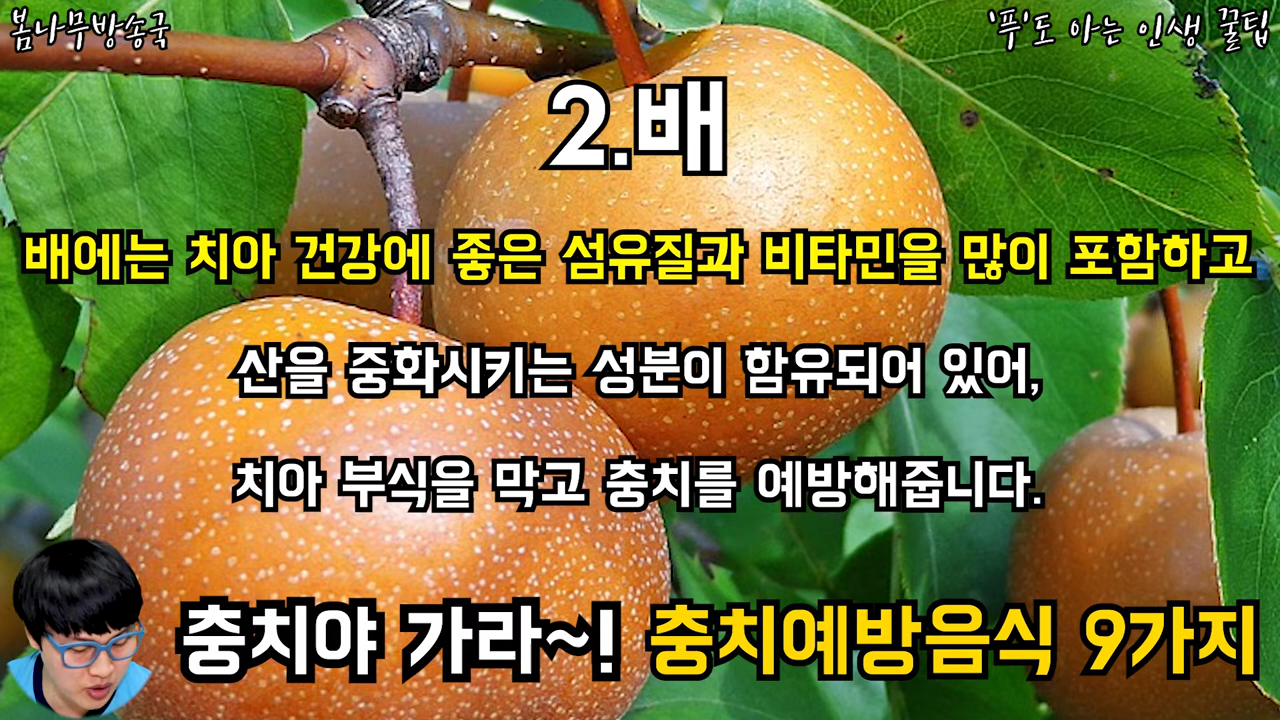 봄나무방송국
'푸'도 아는 인생 꿀팁
2.배
배에는 치아 건강에 좋은 섬유질과 비타민을 많이 포함하고
산을 중화시키는 성분이 함유되어 있어,
치아 부식을 막고 충치를 예방해줍니다.
충치야 가라~! 충치예방음식 9가지